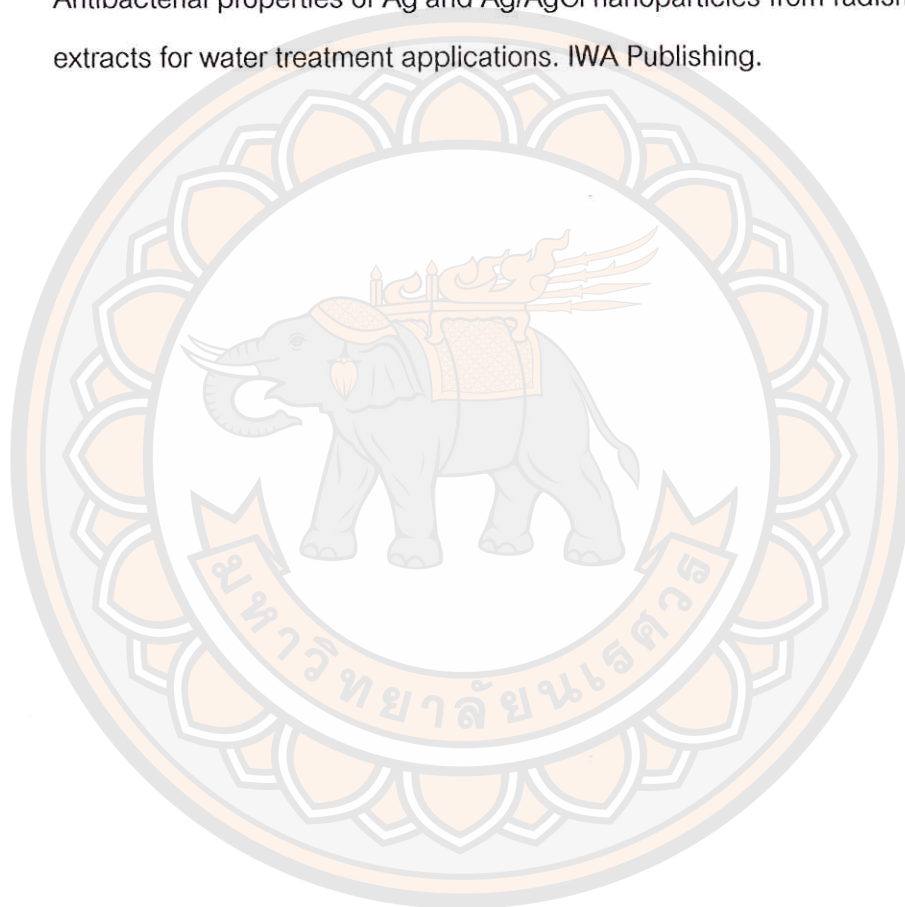 Antibacterial properties of Ag and Ag/AgCl nanoparticles from radish
extracts for water treatment applications. IWA Publishing.
มหาวิทยาลัยนเรศวร